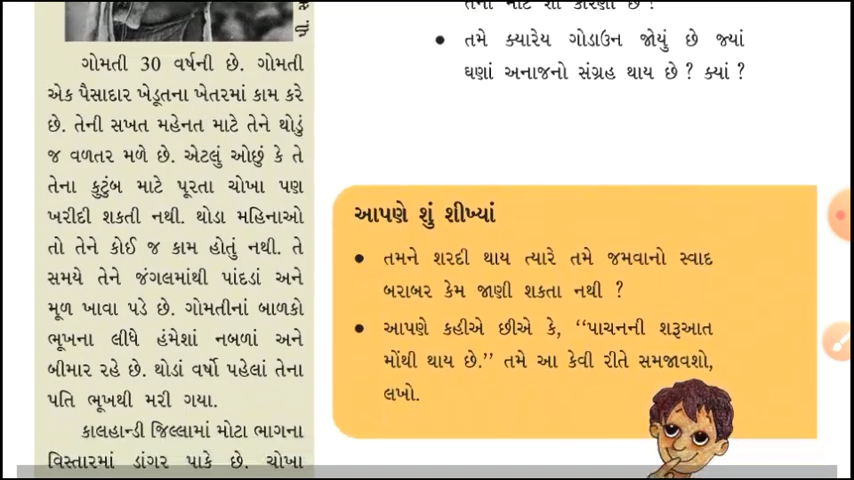 ગોમતી 30 વર્ષની છે. ગોમતી
એક પૈસાદાર ખેડૂતના ખેતરમાં કામ કરે
છે. તેની સખત મહેનત માટે તેને થોડું
જ વળતર મળે છે. એટલું ઓછું કે તે
તેના કુટુંબ માટે પૂરતા ચોખા પણ
ખરીદી શકતી નથી. થોડા મહિનાઓ
તો તેને કોઈ જ કામ હોતું નથી. તે
સમયે તેને જંગલમાંથી પાંદડાં અને
મૂળ ખાવા પડે છે. ગોમતીનાં બાળકો
ભૂખના લીધે હંમેશાં નબળાં અને
બીમાર રહે છે. થોડાં વર્ષો પહેલાં તેના
પતિ ભૂખથી મરી ગયા.
કાલહાન્ડી જિલ્લામાં મોટા ભાગના
વિસ્તારમાં ડાંગર પાકે છે. ચોખા
તેના માટે શાં કારણો છે ?
• તમે ક્યારેય ગોડાઉન જોયું છે જ્યાં
ઘણાં અનાજનો સંગ્રહ થાય છે ? ક્યાં ?
આપણે શું શીખ્યાં
• તમને શરદી થાય ત્યારે તમે જમવાનો સ્વાદ
બરાબર કેમ જાણી શકતા નથી ?
• આપણે કહીએ છીએ કે, “પાચનની શરૂઆત
મોંથી થાય છે.” તમે આ કેવી રીતે સમજાવશો,
લખો.